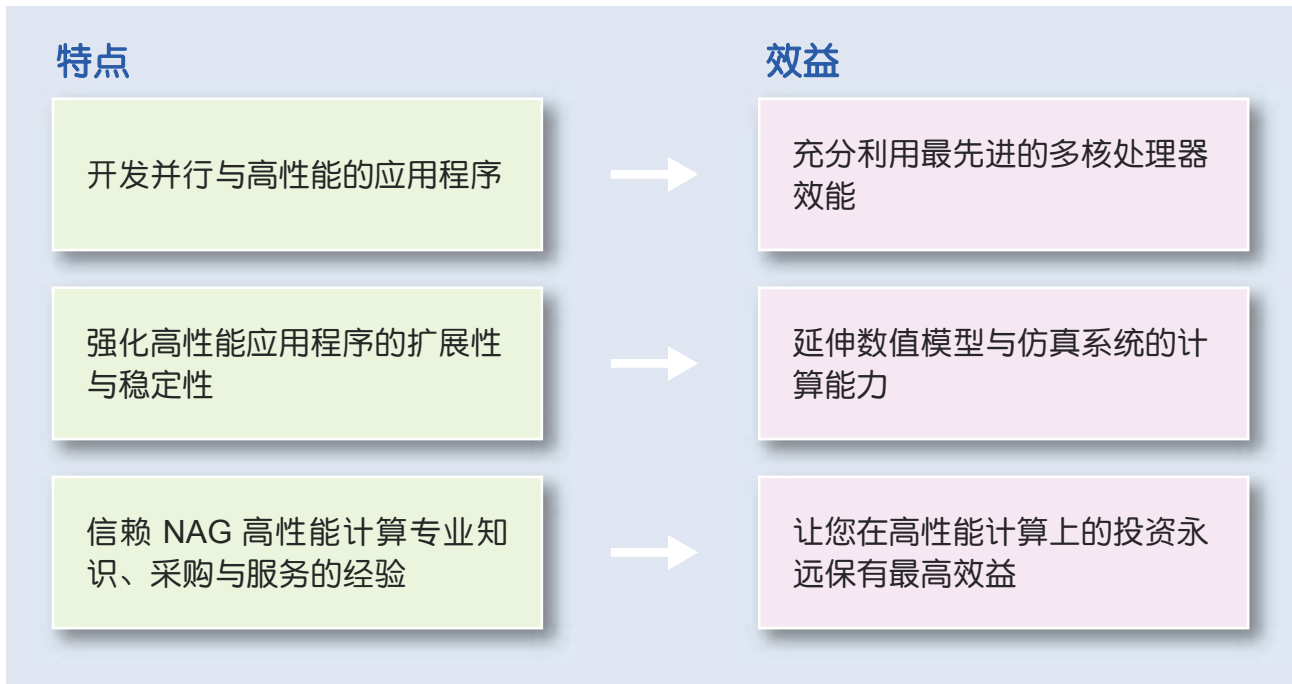 特点
效益
开发并行与高性能的应用程序
充分利用最先进的多核处理器
效能
强化高性能应用程序的扩展性
与稳定性
延伸数值模型与仿真系统的计
算能力
信赖 NAG 高性能计算专业知
识、采购与服务的经验
让您在高性能计算上的投资永
远保有最高效益